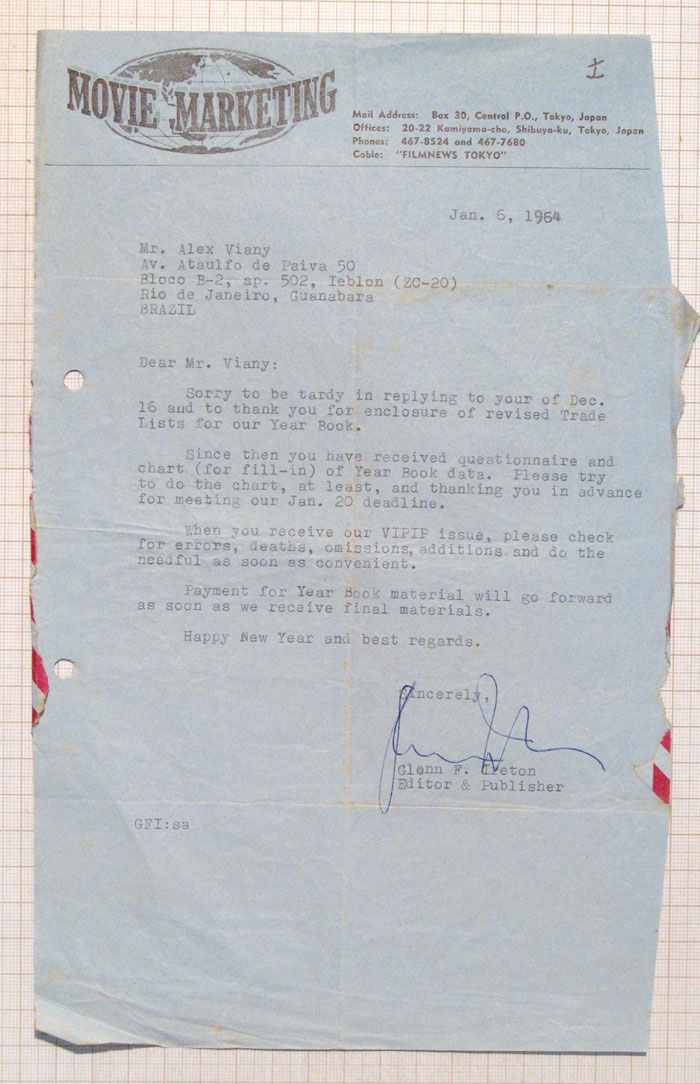 MOVIE MARKETING
Mail Address: Box 30, Central P.O., Tokyo, Japan
Offices: 20-22 Kamiyama-cho, Shibuya-ku, Tokyo, Japan
Phones: 467-8524 and 467-7680
Cable: "FILMNEWS TOKYO"
Jan. 6, 1964
Mr. Alex Viany
Av. Ataulfo de Paiva 50
Bloco B-2, ap. 502, Ieblon (ZC-20)
Rio de Janeiro, Guanabara
BRAZIL
Dear Mr. Viany:
Sorry to be tardy in replying to your of Dec.
16 and to thank you for enclosure of revised Trade
Lists for our Year Book.
Since then you have received questionnaire and
chart (for fill-in) of Year Book data. Please try
to do the chart, at least, and thanking you in advance
for meeting our Jan. 20 deadline.
When you receive our VIPIP issue, please check
for errors, deaths, omissions, additions and do the
needful as soon as convenient.
Payment for Year Book material will go forward
as soon as we receive final materials.
Happy New Year and best regards.
Sincerely,
Glenn F. Ireton
Editor & Publisher
GFI:sa